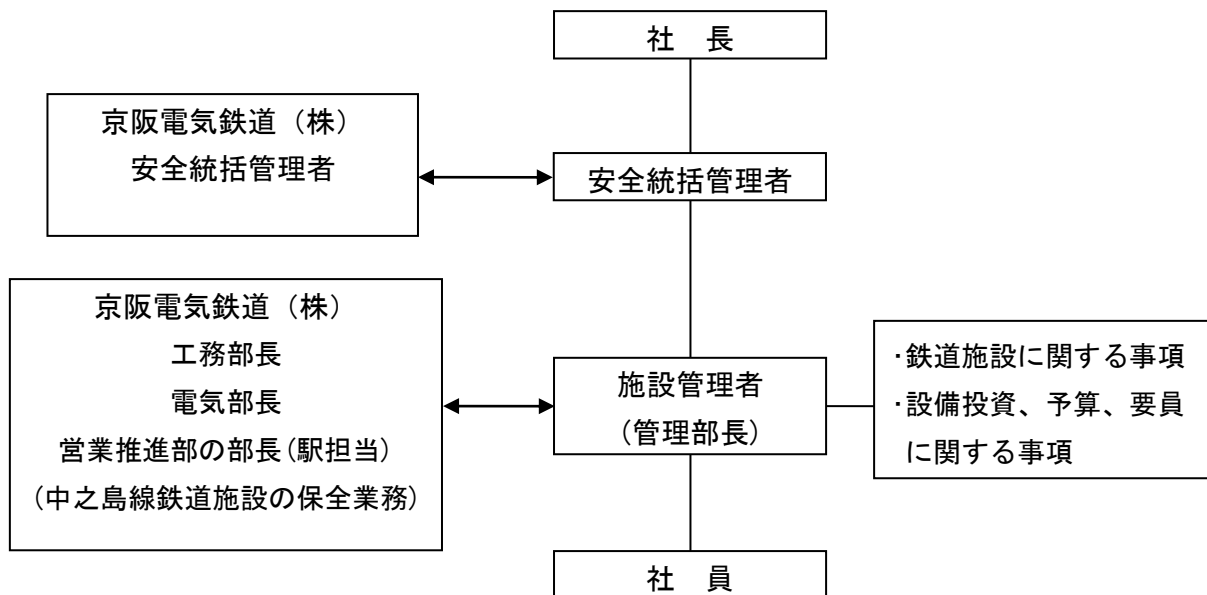 社　長
京阪電気鉄道（株）
安全統括管理者
安全統括管理者
京阪電気鉄道（株）
工務部長
電気部長
営業推進部の部長(駅担当)
(中之島線鉄道施設の保全業務)
施設管理者
(管理部長)
･鉄道施設に関する事項
･設備投資、予算、要員
に関する事項
社　員